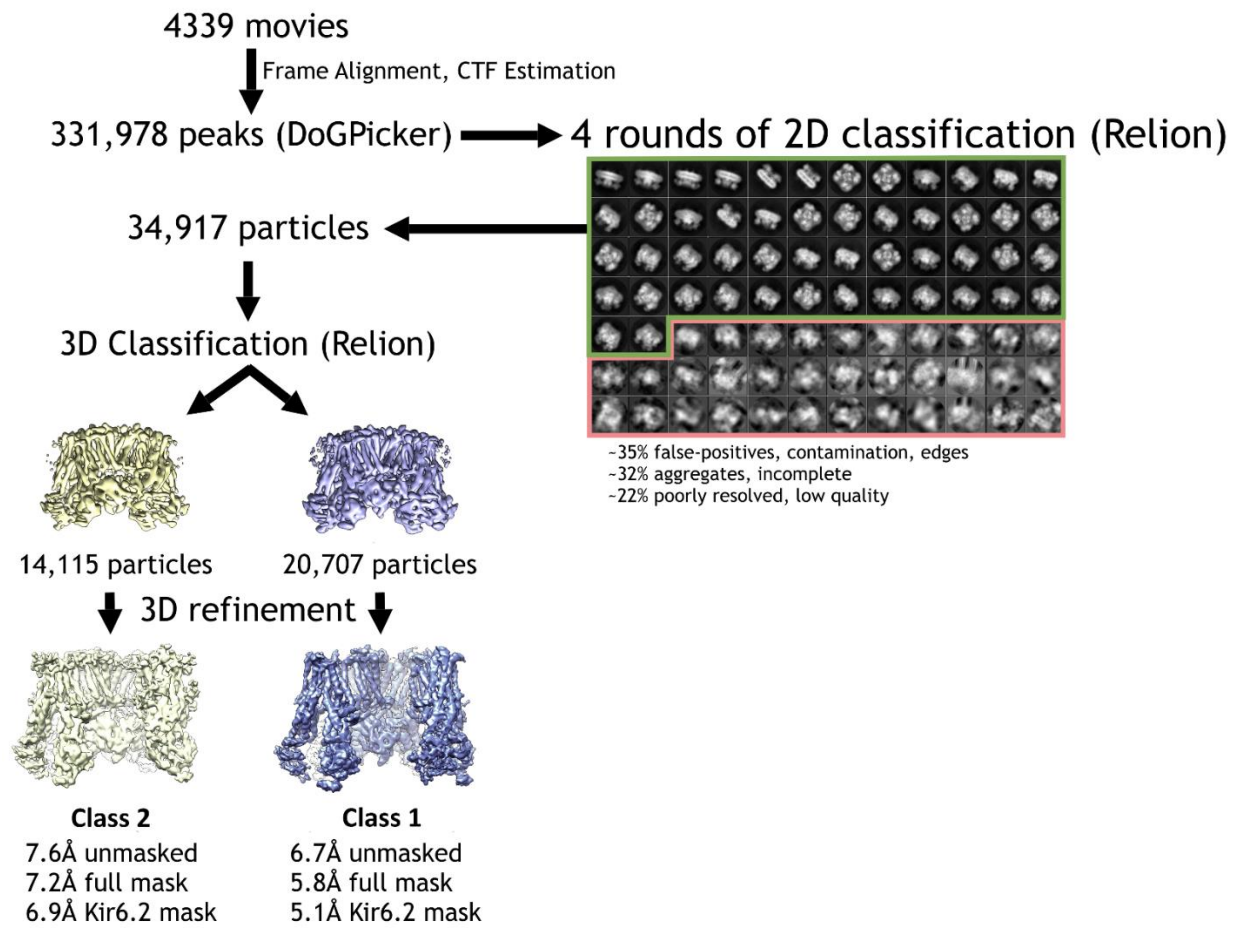 4339 movies
Frame Alignment, CTF Estimation
331,978 peaks (DoGPicker)
4 rounds of 2D classification (Relion)
34,917 particles
3D Classification (Relion)
~35% false-positives, contamination, edges
~32% aggregates, incomplete
~22% poorly resolved, low quality
14,115 particles
20,707 particles
3D refinement
Class 2
7.6Å unmasked
7.2Å full mask
6.9Å Kir6.2 mask
Class 1
6.7Å unmasked
5.8Å full mask
5.1Å Kir6.2 mask